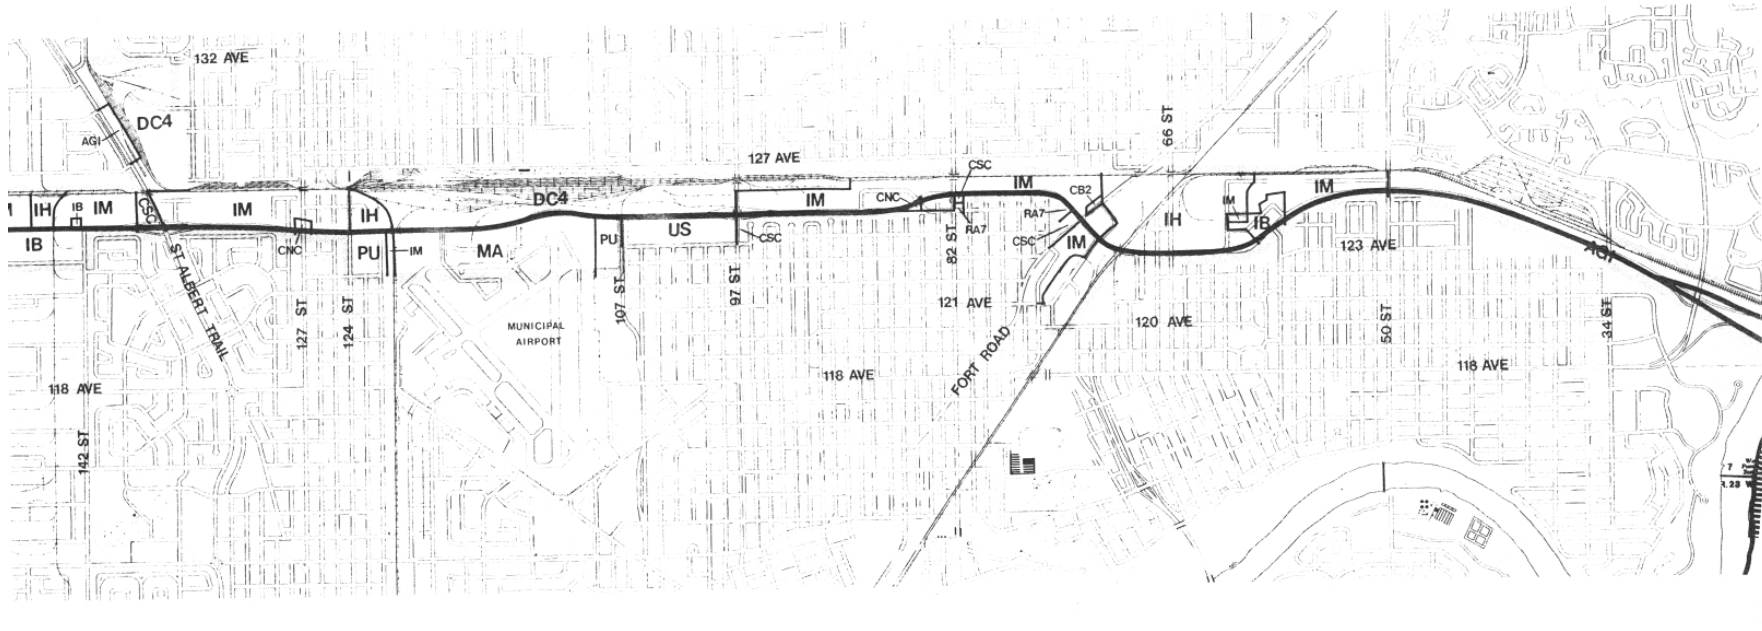 132 AVE
DC4
AGI
127 AVE
66 ST
CSC
IH
IB
IM
CSC
IM
IH
DC4
IM
CNC
IM
CB2
RA7
IH
IM
IM
IB
CNC
PU
IM
MA
PU
US
CSC
82 ST
RA7
CSC
IM
123 AVE
AGI
IB
ST ALBERT TRAIL
127 ST
124 ST
107 ST
97 ST
121 AVE
120 AVE
50 ST
34 ST
MUNICIPAL
AIRPORT
118 AVE
118 AVE
FORT ROAD
118 AVE
142 ST